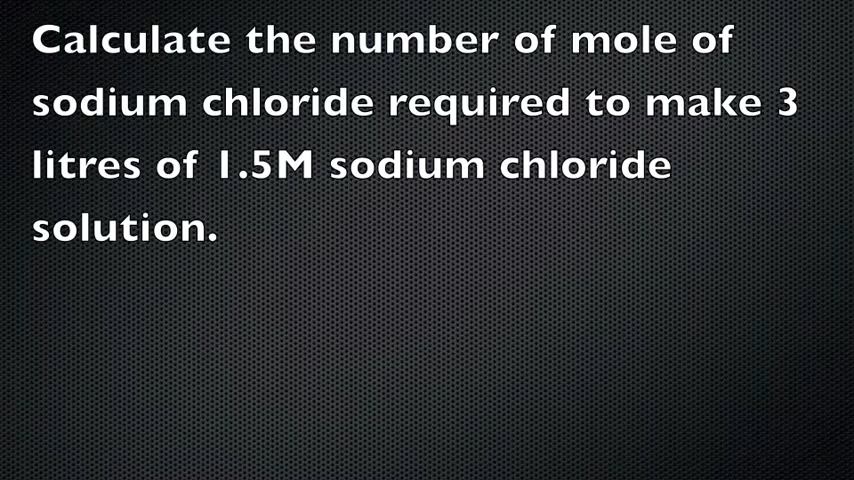 Calculate the number of mole of
sodium chloride required to make 3
litres of 1.5M sodium chloride
solution.